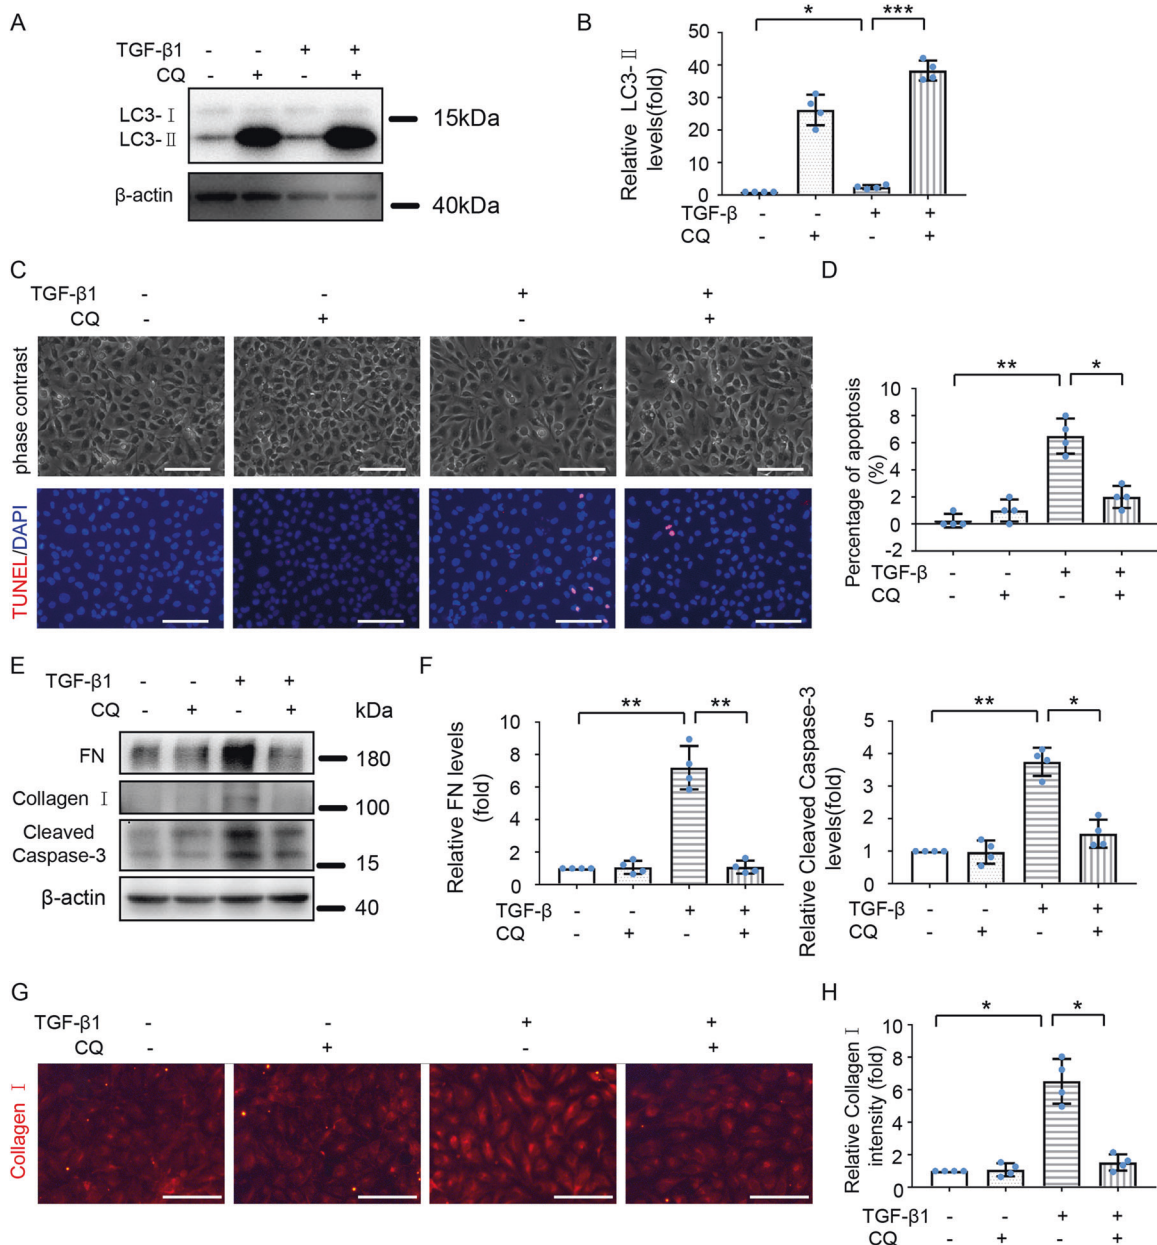 A
TGF-β1 - - + +
CQ - + - +
LC3-Ⅰ
15kDa
LC3-Ⅱ
β-actin
40kDa
B
* ***
Relative LC3-Ⅱ
levels(fold)
50
40
30
20
10
0
TGF-β - - + +
CQ - + - +
C
TGF-β1 - - + +
CQ - + - +
phase contrast
TUNEL/DAPI
D
** *
Percentage of apoptosis
(%)
10
8
6
4
2
0
-2
TGF-β - - + +
CQ - + - +
E
TGF-β1 - - + +
CQ - + - + kDa
FN 180
Collagen Ⅰ 100
Cleaved
Caspase-3 15
β-actin 40
F
** **
Relative FN levels
(fold)
10
8
6
4
2
0
TGF-β - - + +
CQ - + - +
** *
Relative Cleaved Caspase-3
levels(fold)
5
4
3
2
1
0
TGF-β - - + +
CQ - + - +
G
TGF-β1 - - + +
CQ - + - +
Collagen Ⅰ
H
* *
Relative Collagen Ⅰ
intensity (fold)
10
8
6
4
2
0
TGF-β1 - - + +
CQ - + - +